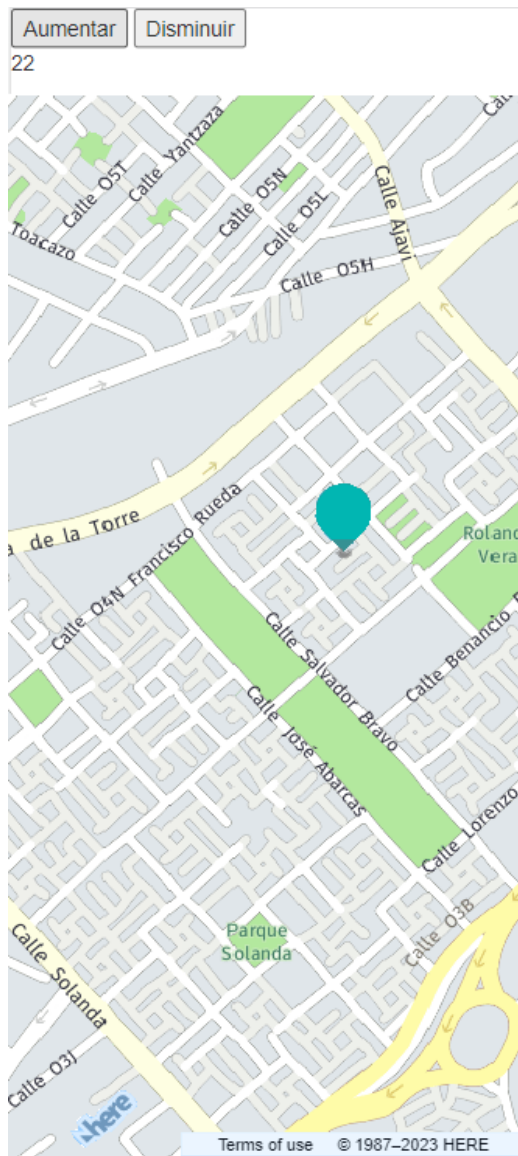 Aumentar Disminuir
22
Calle Yantzaza
Calle O5T
Calle O5N
Calle O5L
Calle Ajavi
Toacazo
Calle O5H
a de la Torre
Calle O4N Francisco Rueda
Roland
Vera
Calle Salvador Bravo
Calle Benancio
Calle José Abarcas
Calle Lorenzo
Parque
Solanda
Calle O3B
Calle Solanda
Calle O3J
here
Terms of use © 1987–2023 HERE